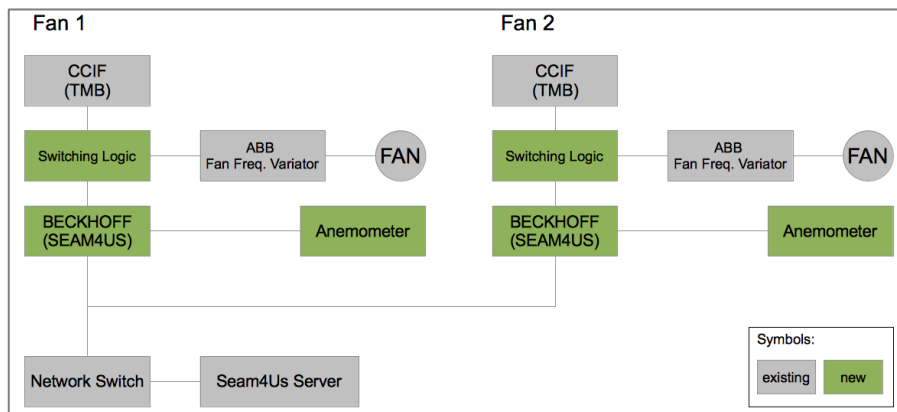 Fan 1
Fan 2
CCIF
(TMB)
CCIF
(TMB)
Switching Logic
ABB
Fan Freq. Variator
FAN
Switching Logic
ABB
Fan Freq. Variator
FAN
BECKHOFF
(SEAM4US)
Anemometer
BECKHOFF
(SEAM4US)
Anemometer
Network Switch
Seam4Us Server
Symbols:
existing
new